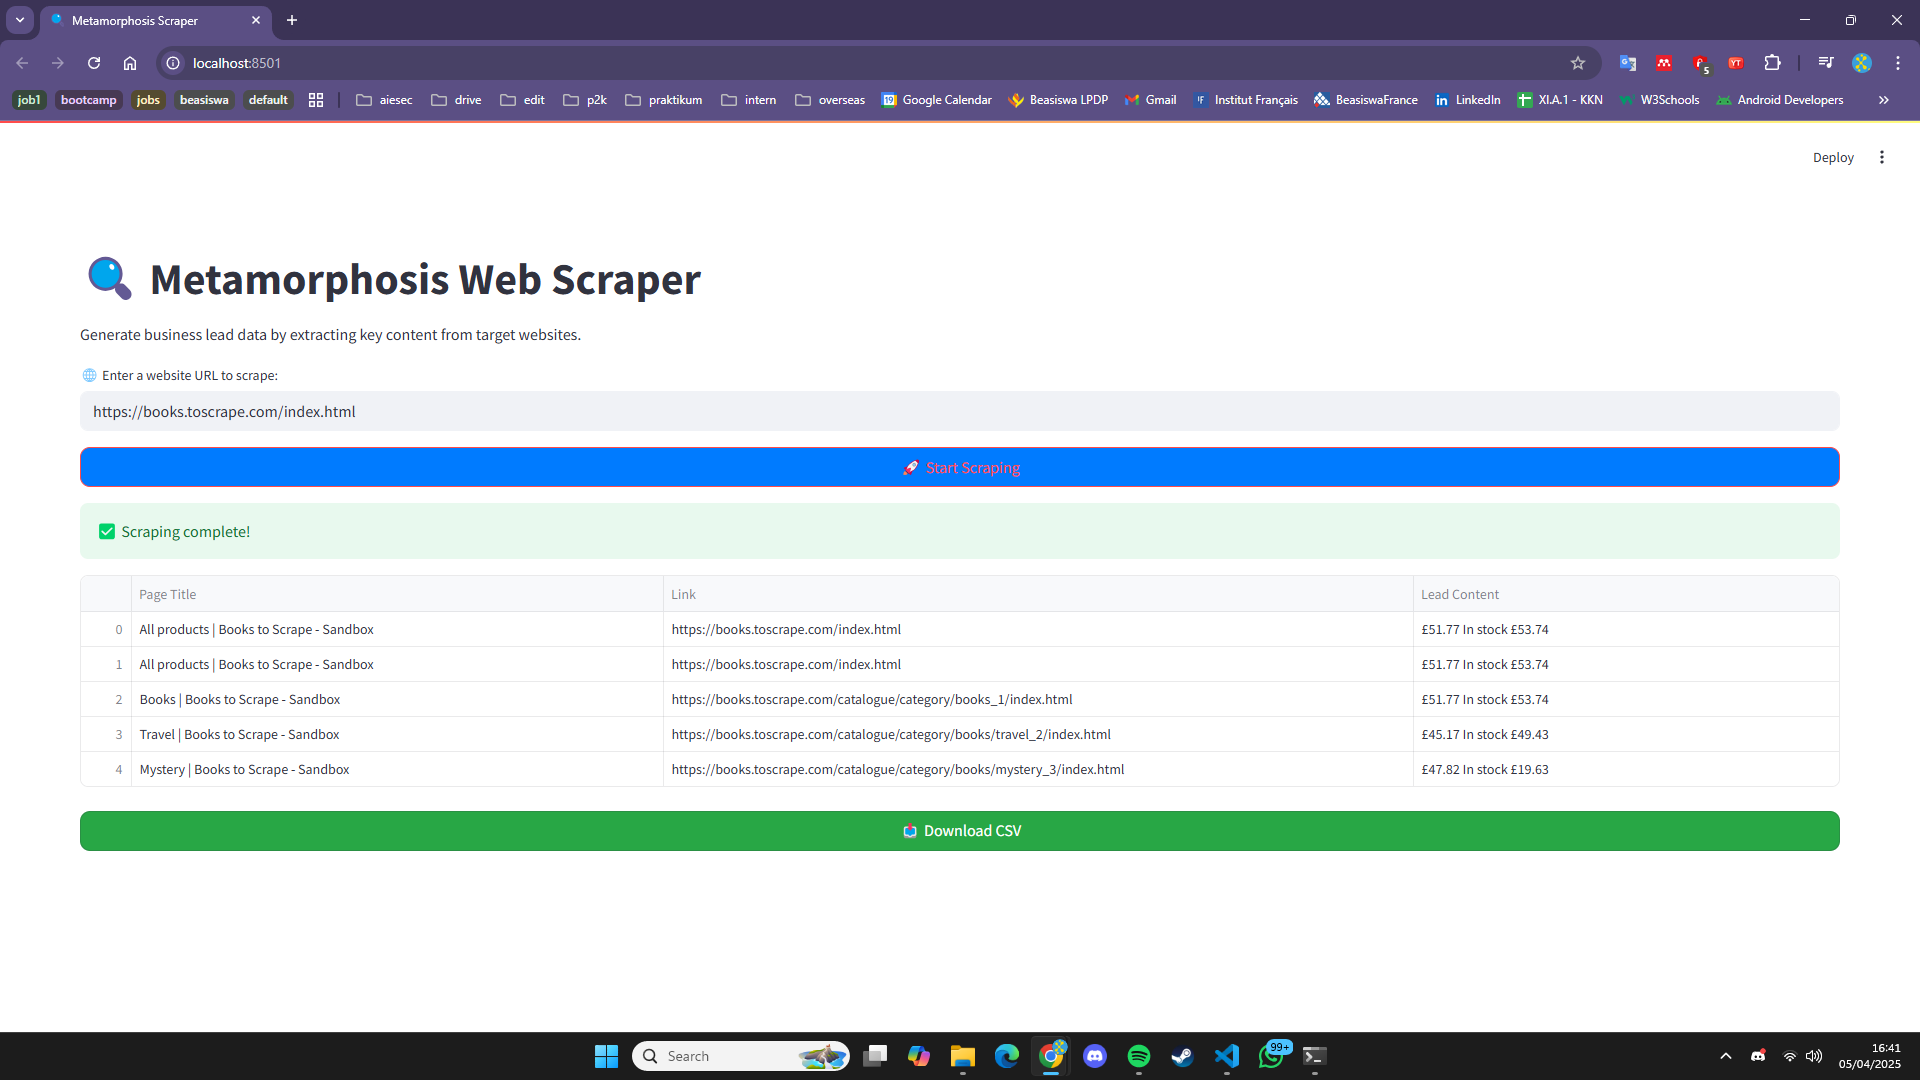 Metamorphosis Scraper
localhost:8501
5
YT
job1 bootcamp jobs beasiswa default aiesec drive edit p2k praktikum intern overseas 19 Google Calendar Beasiswa LPDP Gmail IF Institut Français BeasiswaFrance in LinkedIn XI.A.1 - KKN W3Schools Android Developers
Deploy
Metamorphosis Web Scraper
Generate business lead data by extracting key content from target websites.
Enter a website URL to scrape:
https://books.toscrape.com/index.html
Start Scraping
Scraping complete!
Page Title Link Lead Content
0 All products | Books to Scrape - Sandbox https://books.toscrape.com/index.html £51.77 In stock £53.74
1 All products | Books to Scrape - Sandbox https://books.toscrape.com/index.html £51.77 In stock £53.74
2 Books | Books to Scrape - Sandbox https://books.toscrape.com/catalogue/category/books_1/index.html £51.77 In stock £53.74
3 Travel | Books to Scrape - Sandbox https://books.toscrape.com/catalogue/category/books/travel_2/index.html £45.17 In stock £49.43
4 Mystery | Books to Scrape - Sandbox https://books.toscrape.com/catalogue/category/books/mystery_3/index.html £47.82 In stock £19.63
Download CSV
Search
99+
16:41
05/04/2025